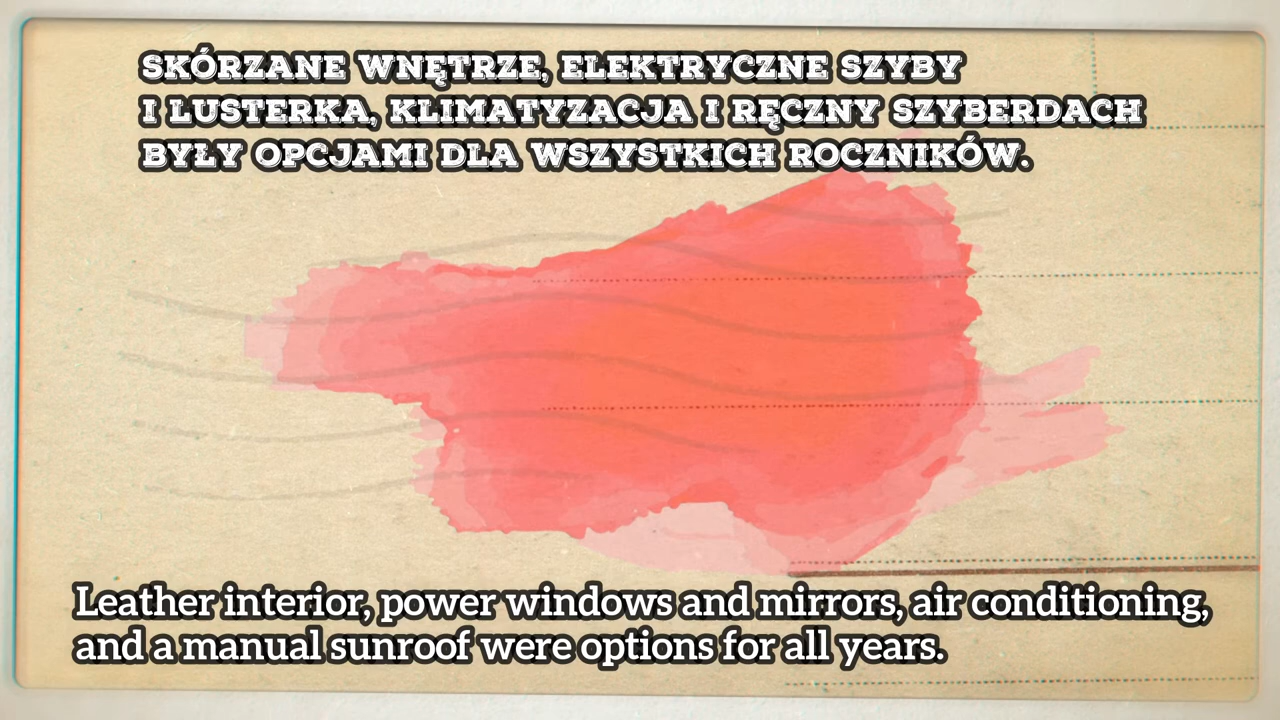 SKÓRZANE WNĘTRZE, ELEKTRYCZNE SZYBY
I LUSTERKA, KLIMATYZACJA I RĘCZNY SZYBERDACH
BYŁY OPCJAMI DLA WSZYSTKICH ROCZNIKÓW.
Leather interior, power windows and mirrors, air conditioning,
and a manual sunroof were options for all years.